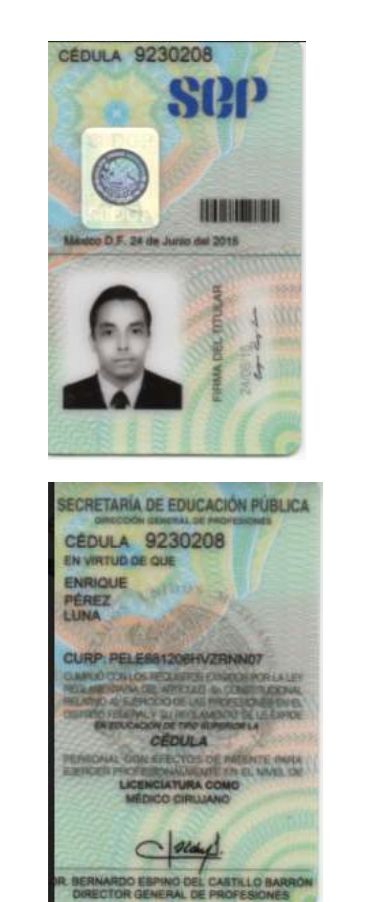 CÉDULA 9230208
SEP
México D.F. 24 de Junio del 2015
FIRMA DEL TITULAR
24/06/15
SECRETARÍA DE EDUCACIÓN PÚBLICA
DIRECCIÓN GENERAL DE PROFESIONES
CÉDULA 9230208
EN VIRTUD DE QUE
ENRIQUE
PÉREZ
LUNA
CURP: PELE881206HVZRNN07
CUMPLIÓ CON LOS REQUISITOS EXIGIDOS POR LA LEY
REGLAMENTARIA DEL ARTÍCULO 5o. CONSTITUCIONAL
RELATIVO AL EJERCICIO DE LAS PROFESIONES EN EL
DISTRITO FEDERAL Y SU REGLAMENTO SE LE EXPIDE
EN EDUCACIÓN DE TIPO SUPERIOR LA
CÉDULA
PERSONAL CON EFECTOS DE PATENTE PARA
EJERCER PROFESIONALMENTE EN EL NIVEL DE
LICENCIATURA COMO
MÉDICO CIRUJANO
DR. BERNARDO ESPINO DEL CASTILLO BARRÓN
DIRECTOR GENERAL DE PROFESIONES